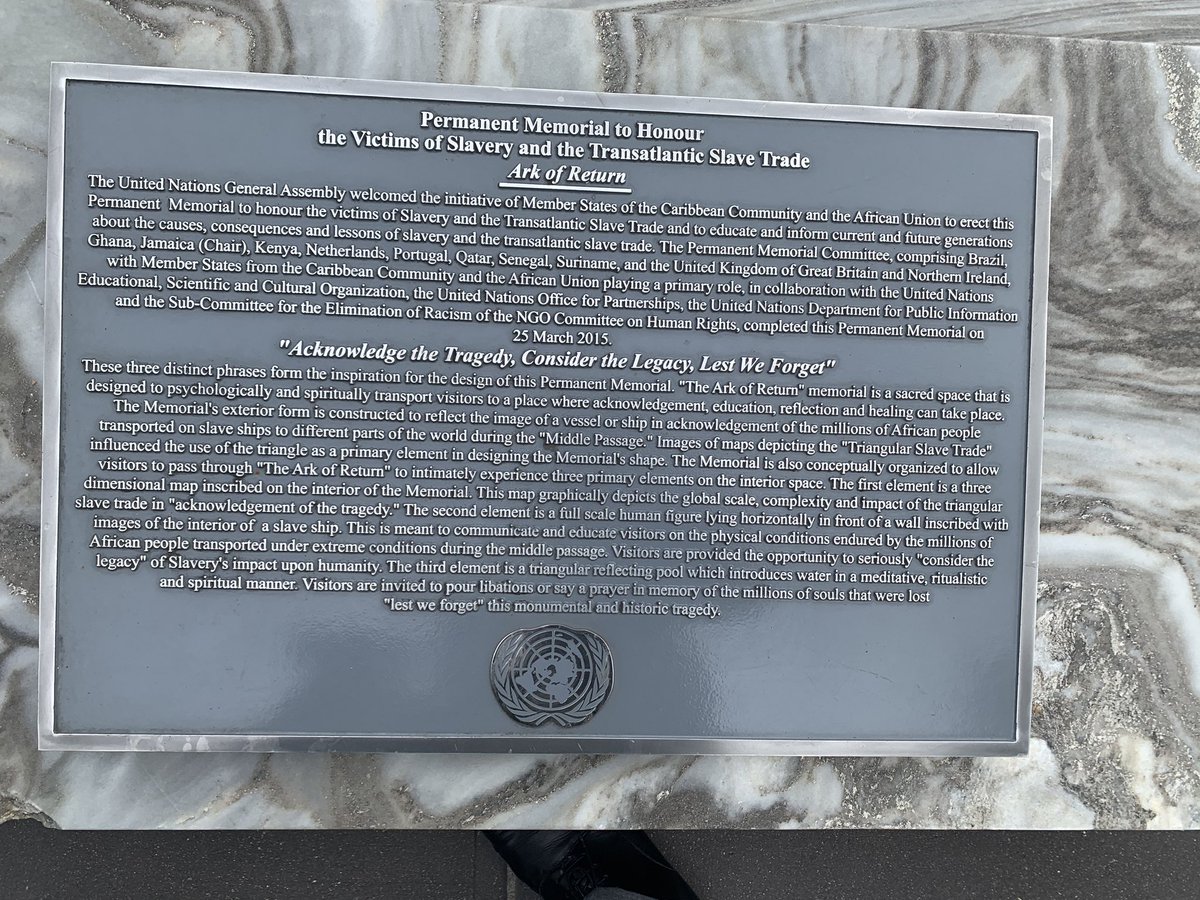 Permanent Memorial to Honour
the Victims of Slavery and the Transatlantic Slave Trade
Ark of Return
The United Nations General Assembly welcomed the initiative of Member States of the Caribbean Community and the African Union to erect this
Permanent Memorial to honour the victims of Slavery and the Transatlantic Slave Trade and to educate and inform current and future generations
about the causes, consequences and lessons of slavery and the transatlantic slave trade. The Permanent Memorial Committee, comprising Brazil,
Ghana, Jamaica (Chair), Kenya, Netherlands, Portugal, Qatar, Senegal, Suriname, and the United Kingdom of Great Britain and Northern Ireland,
with Member States from the Caribbean Community and the African Union playing a primary role, in collaboration with the United Nations
Educational, Scientific and Cultural Organization, the United Nations Office for Partnerships, the United Nations Department for Public Information
and the Sub-Committee for the Elimination of Racism of the NGO Committee on Human Rights, completed this Permanent Memorial on
25 March 2015.
"Acknowledge the Tragedy, Consider the Legacy, Lest We Forget"
These three distinct phrases form the inspiration for the design of this Permanent Memorial. "The Ark of Return" memorial is a sacred space that is
designed to psychologically and spiritually transport visitors to a place where acknowledgement, education, reflection and healing can take place.
The Memorial's exterior form is constructed to reflect the image of a vessel or ship in acknowledgement of the millions of African people
transported on slave ships to different parts of the world during the "Middle Passage." Images of maps depicting the "Triangular Slave Trade"
influenced the use of the triangle as a primary element in designing the Memorial's shape. The Memorial is also conceptually organized to allow
visitors to pass through "The Ark of Return" to intimately experience three primary elements on the interior space. The first element is a three
dimensional map inscribed on the interior of the Memorial. This map graphically depicts the global scale, complexity and impact of the triangular
slave trade in "acknowledgement of the tragedy." The second element is a full scale human figure lying horizontally in front of a wall inscribed with
images of the interior of a slave ship. This is meant to communicate and educate visitors on the physical conditions endured by the millions of
African people transported under extreme conditions during the middle passage. Visitors are provided the opportunity to seriously "consider the
legacy" of Slavery's impact upon humanity. The third element is a triangular reflecting pool which introduces water in a meditative, ritualistic
and spiritual manner. Visitors are invited to pour libations or say a prayer in memory of the millions of souls that were lost
"lest we forget" this monumental and historic tragedy.